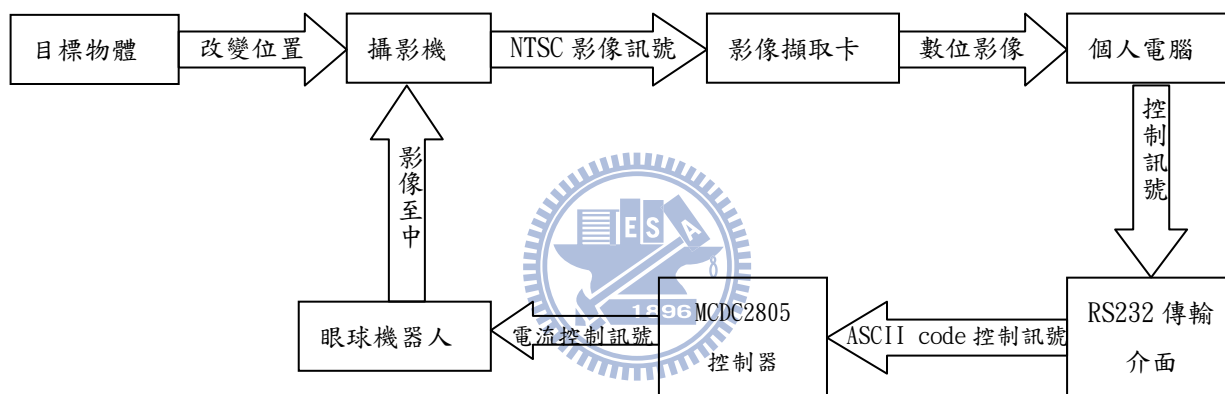 目標物體
改變位置
攝影機
NTSC 影像訊號
影像擷取卡
數位影像
個人電腦
控制訊號
RS232 傳輸
介面
ASCII code 控制訊號
MCDC2805
控制器
電流控制訊號
眼球機器人
影像至中
E S A
1896